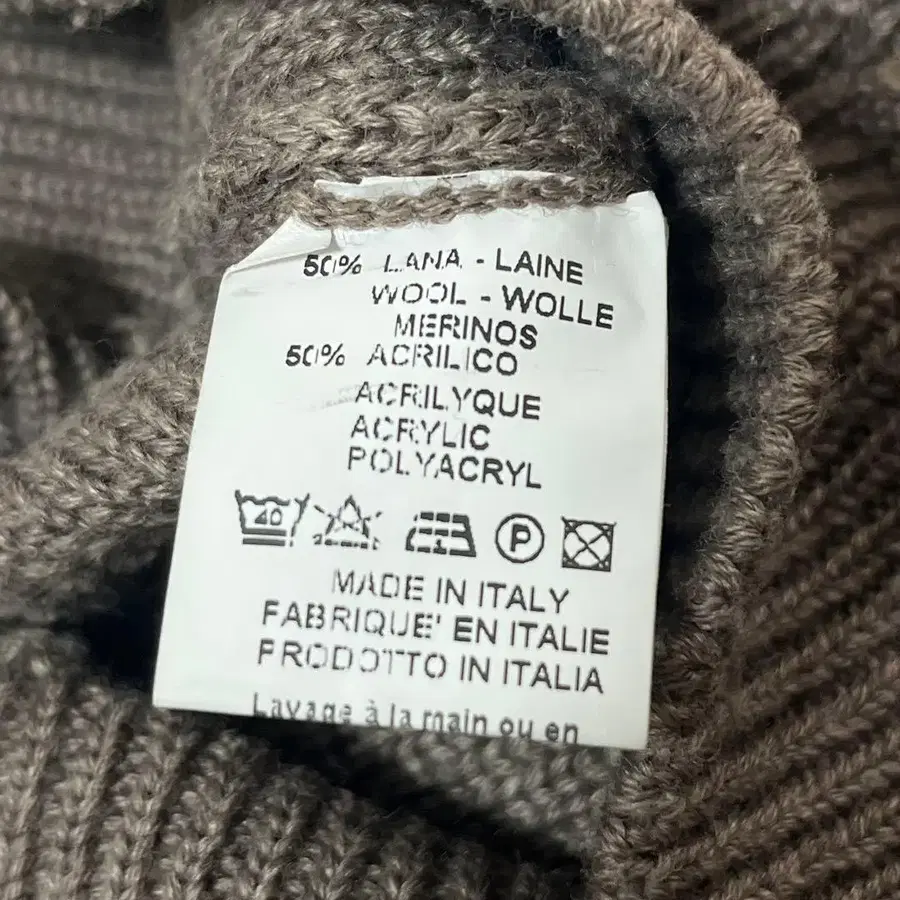 50% LANA - LAINE
WOOL - WOLLE
MERINOS
50% ACRILICO
ACRILYQUE
ACRYLIC
POLYACRYL
40 P
MADE IN ITALY
FABRIQUE' EN ITALIE
PRODOTTO IN ITALIA
Lavage à la main ou en